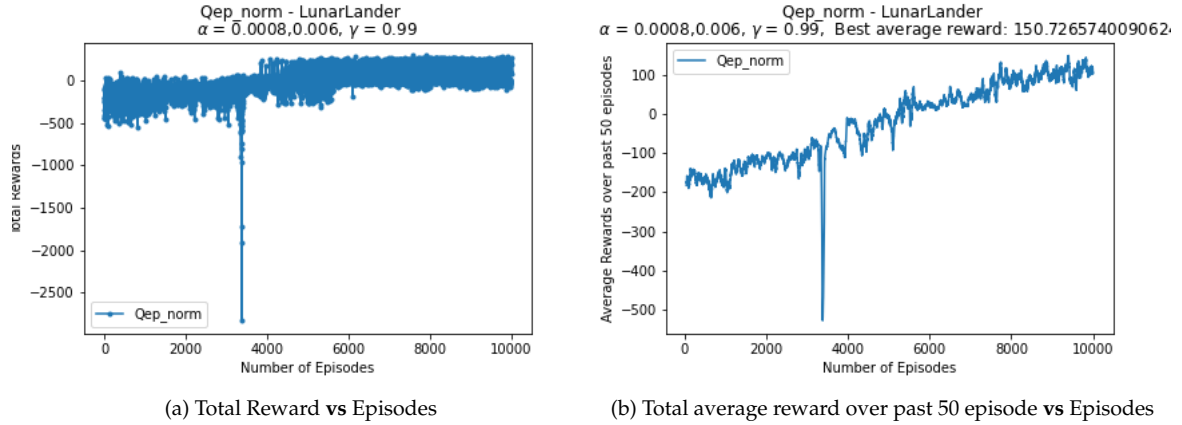 Qep_norm - LunarLander
α = 0.0008,0.006, γ = 0.99
0
−500
−1000
−1500
−2000
−2500
Total Rewards
Qep_norm
0
2000
4000
6000
8000
10000
Number of Episodes
(a) Total Reward vs Episodes
Qep_norm - LunarLander
α = 0.0008,0.006, γ = 0.99, Best average reward: 150.7265740090624
Qep_norm
100
0
−100
−200
−300
−400
−500
Average Rewards over past 50 episodes
0
2000
4000
6000
8000
10000
Number of Episodes
(b) Total average reward over past 50 episode vs Episodes